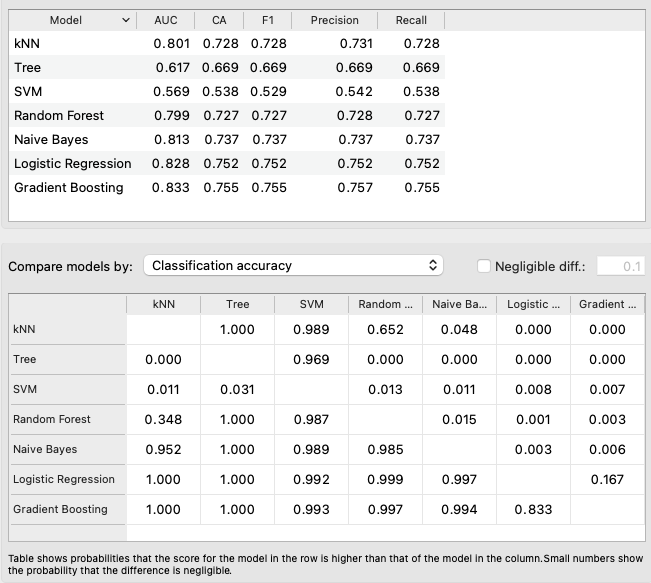 Model AUC CA F1 Precision Recall
kNN 0.801 0.728 0.728 0.731 0.728
Tree 0.617 0.669 0.669 0.669 0.669
SVM 0.569 0.538 0.529 0.542 0.538
Random Forest 0.799 0.727 0.727 0.728 0.727
Naive Bayes 0.813 0.737 0.737 0.737 0.737
Logistic Regression 0.828 0.752 0.752 0.752 0.752
Gradient Boosting 0.833 0.755 0.755 0.757 0.755
Compare models by: Classification accuracy Negligible diff.: 0.1
kNN Tree SVM Random ... Naive Ba... Logistic ... Gradient ...
kNN 1.000 0.989 0.652 0.048 0.000 0.000
Tree 0.000 0.969 0.000 0.000 0.000 0.000
SVM 0.011 0.031 0.013 0.011 0.008 0.007
Random Forest 0.348 1.000 0.987 0.015 0.001 0.003
Naive Bayes 0.952 1.000 0.989 0.985 0.003 0.006
Logistic Regression 1.000 1.000 0.992 0.999 0.997 0.167
Gradient Boosting 1.000 1.000 0.993 0.997 0.994 0.833
Table shows probabilities that the score for the model in the row is higher than that of the model in the column.Small numbers show
the probability that the difference is negligible.